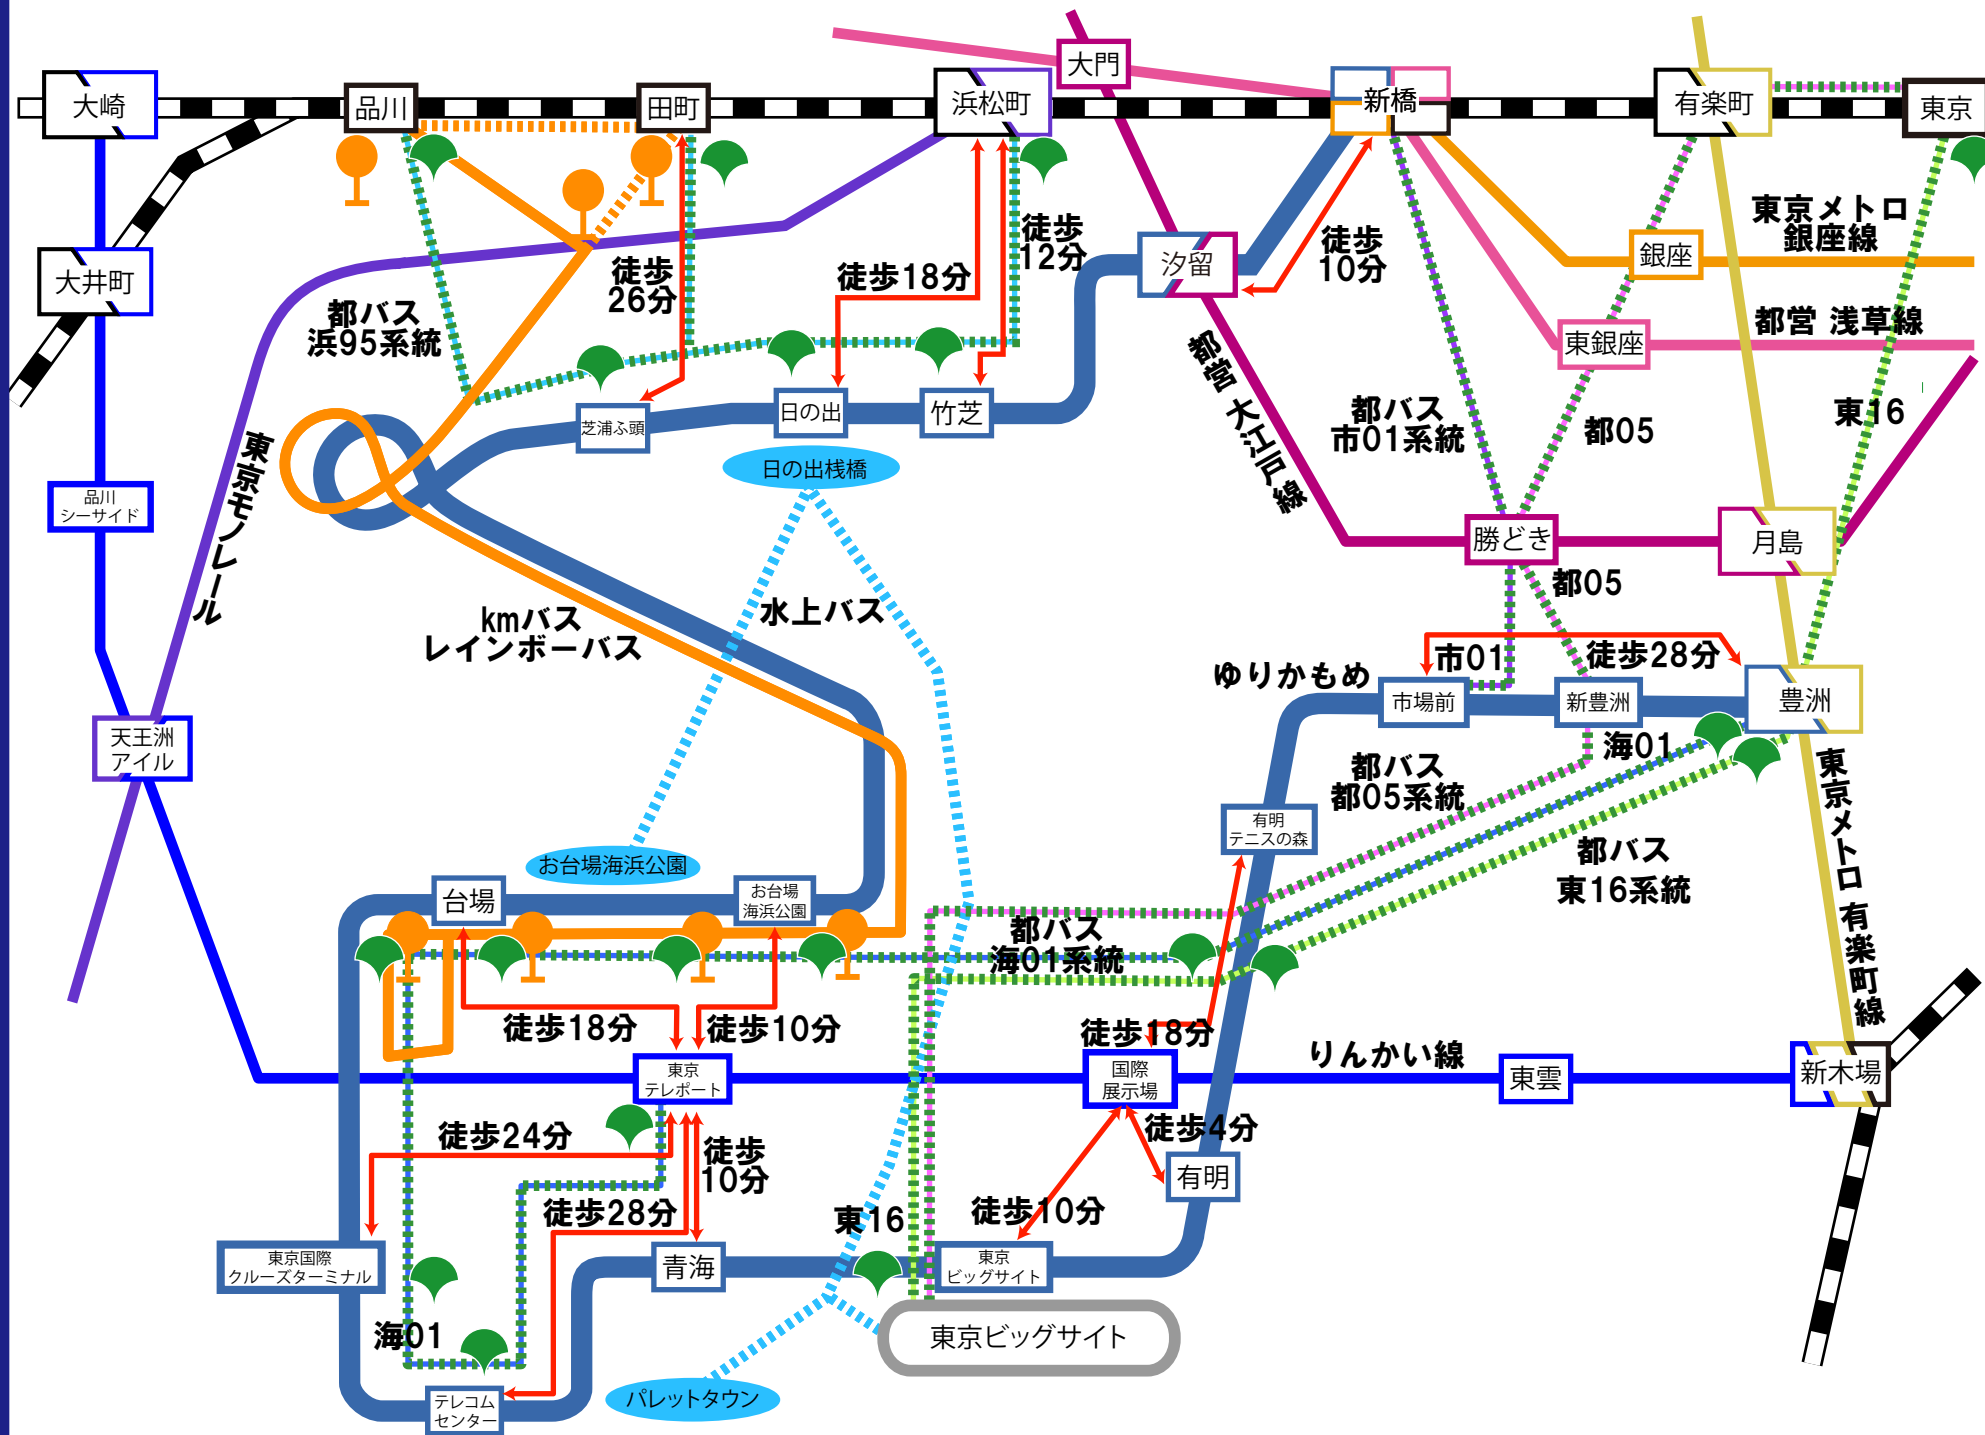 大門
大崎
品川
田町
浜松町
新橋
有楽町
東京
東京メトロ
銀座線
銀座
徒歩
12分
徒歩
10分
汐留
徒歩
26分
徒歩18分
大井町
都バス
浜95系統
都営 浅草線
東銀座
都営 大江戸線
都バス
市01系統
都05
東16
日の出
竹芝
芝浦ふ頭
日の出桟橋
東京モノレール
品川
シーサイド
勝どき
月島
都05
kmバス
レインボーバス
水上バス
市01
徒歩28分
ゆりかもめ
市場前
新豊洲
豊洲
天王洲
アイル
海01
都バス
都05系統
東京メトロ 有楽町線
有明
テニスの森
都バス
東16系統
お台場海浜公園
台場
お台場
海浜公園
都バス
海01系統
徒歩18分
徒歩10分
徒歩18分
りんかい線
東京
テレポート
国際
展示場
東雲
新木場
徒歩24分
徒歩
10分
徒歩4分
有明
徒歩28分
東16
徒歩10分
東京国際
クルーズターミナル
青海
東京
ビッグサイト
海01
東京ビッグサイト
テレコム
センター
パレットタウン